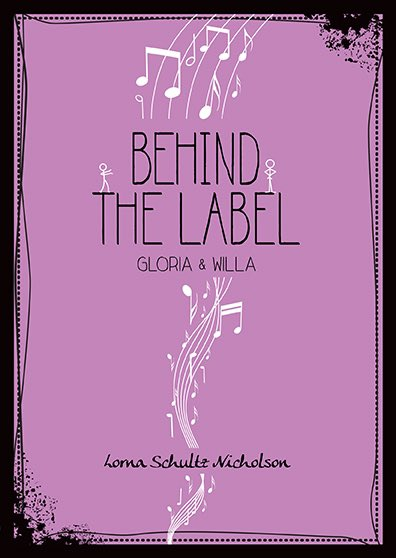 BEHIND
THE LABEL
GLORIA & WILLA
Lorna Schultz Nicholson